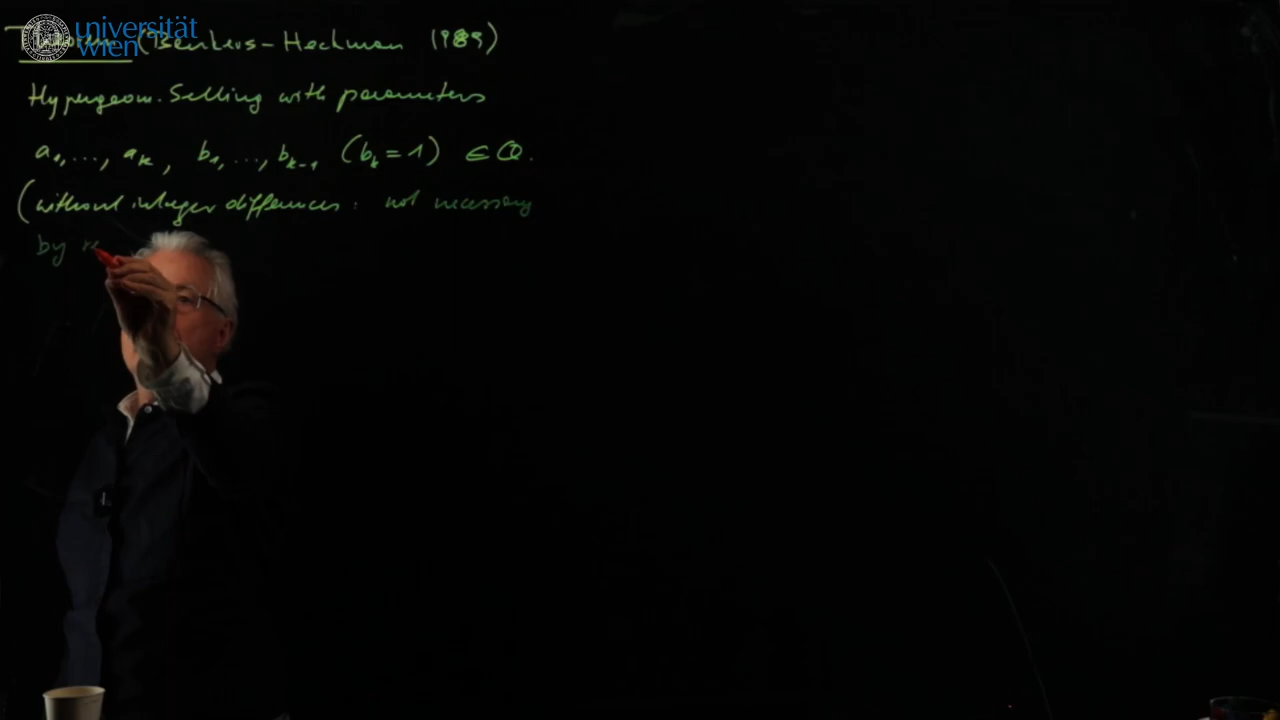 universität
wien
Theorem (Beukers-Heckman (1989)
Hypergeom. Setting with parameters
a₁,..., aₖ, b₁,...,bₖ₋₁ (bₖ = 1) ∈ ℚ.
(without integer differences: not necessary
by